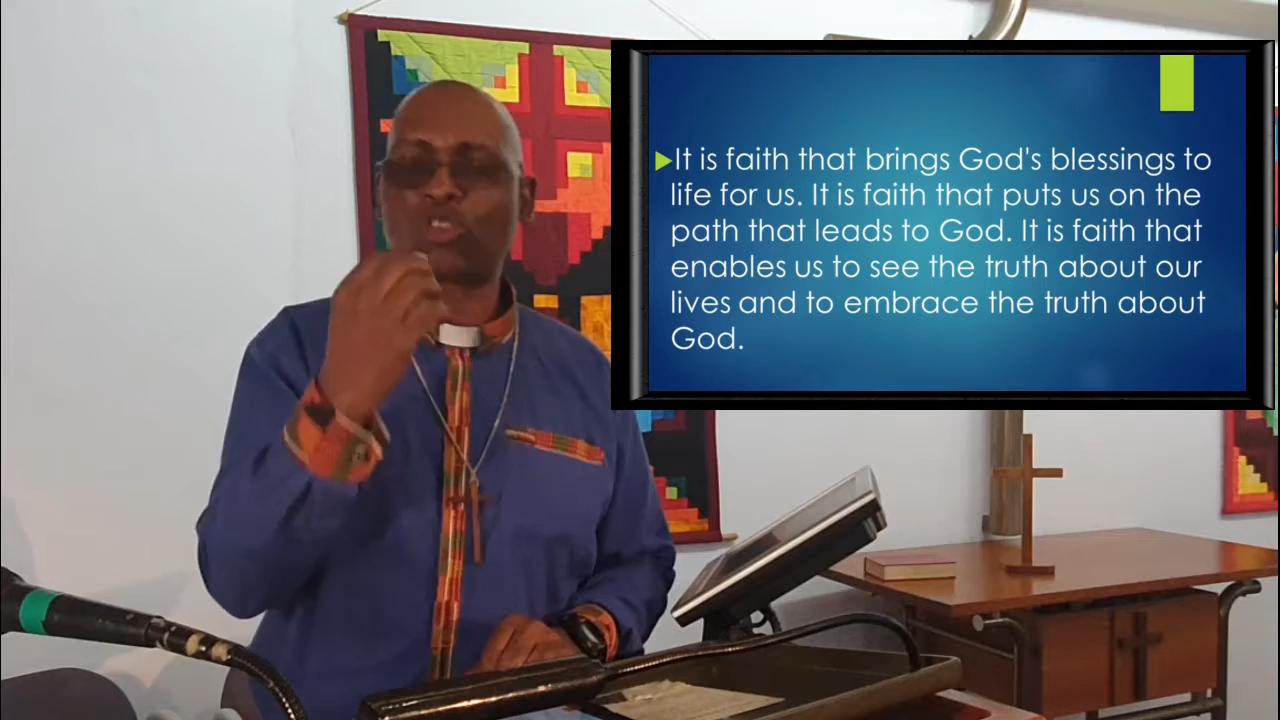 It is faith that brings God's blessings to
life for us. It is faith that puts us on the
path that leads to God. It is faith that
enables us to see the truth about our
lives and to embrace the truth about
God.